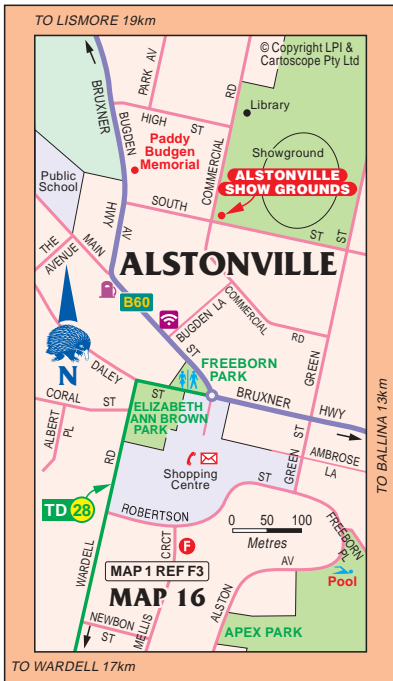 TO LISMORE 19km
© Copyright LPI &
Cartoscope Pty Ltd
PARK AV
BRUXNER
BUGDEN
RD
Library
HIGH ST
Paddy
Budgen
Memorial
COMMERCIAL
Showground
Public
School
ALSTONVILLE
SHOW GROUNDS
SOUTH
ST
ST
HWY
AV
THE
AVENUE
MAIN
ALSTONVILLE
B60
BUGDEN LA
COMMERCIAL
RD
ST
N
DALEY
FREEBORN
PARK
GREEN
TO BALLINA 13km
CORAL ST
ST
BRUXNER
HWY
ELIZABETH
ANN BROWN
PARK
ALBERT
PL
ST
AMBROSE
LA
RD
Shopping
Centre
ST
GREEN
TD 28
ROBERTSON
0 50 100
Metres
FREEBORN
PL
WARDELL
CRCT
F
AV
MAP 1 REF F3
Pool
MAP 16
ALSTON
NEWBON
ST
MELLIS
APEX PARK
TO WARDELL 17km